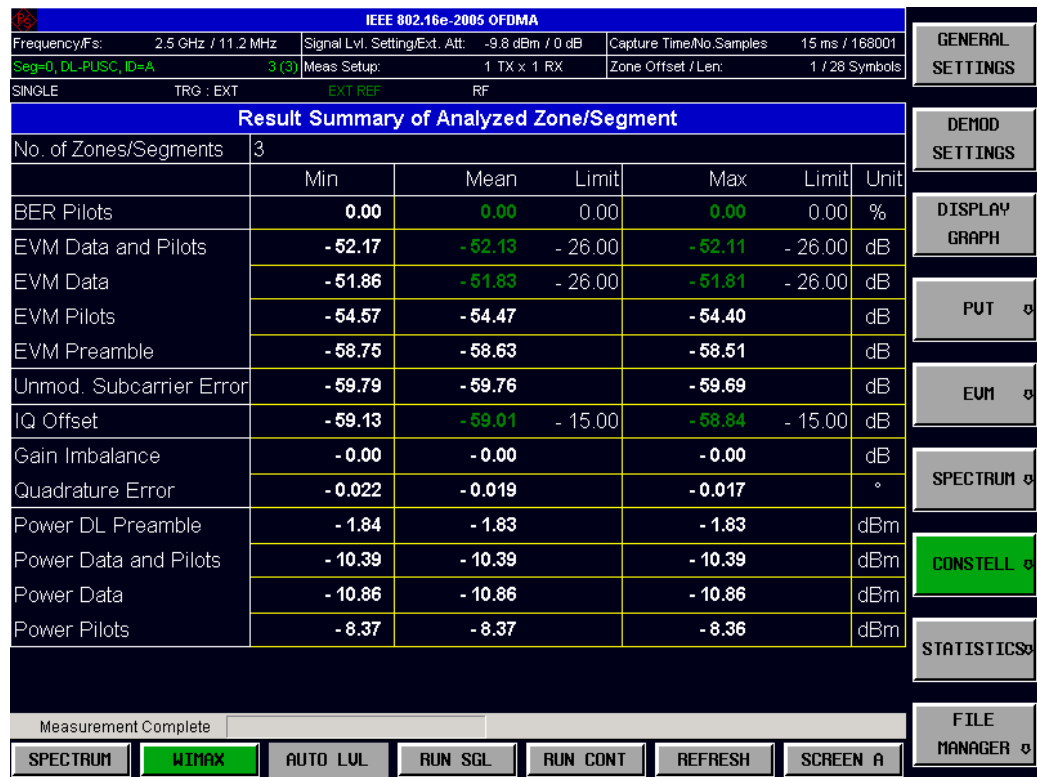 IEEE 802.16e-2005 OFDMA
Frequency/Fs: 2.5 GHz / 11.2 MHz Signal Lvl. Setting/Ext. Att: -9.8 dBm / 0 dB Capture Time/No.Samples 15 ms / 168001
Seg=0, DL-PUSC, ID=A 3 (3) Meas Setup: 1 TX x 1 RX Zone Offset / Len: 1 / 28 Symbols
SINGLE TRG : EXT EXT REF RF
Result Summary of Analyzed Zone/Segment
No. of Zones/Segments 3
Min Mean Limit Max Limit Unit
BER Pilots 0.00 0.00 0.00 0.00 0.00 %
EVM Data and Pilots - 52.17 - 52.13 - 26.00 - 52.11 - 26.00 dB
EVM Data - 51.86 - 51.83 - 26.00 - 51.81 - 26.00 dB
EVM Pilots - 54.57 - 54.47 - 54.40 dB
EVM Preamble - 58.75 - 58.63 - 58.51 dB
Unmod. Subcarrier Error - 59.79 - 59.76 - 59.69 dB
IQ Offset - 59.13 - 59.01 - 15.00 - 58.84 - 15.00 dB
Gain Imbalance - 0.00 - 0.00 - 0.00 dB
Quadrature Error - 0.022 - 0.019 - 0.017 °
Power DL Preamble - 1.84 - 1.83 - 1.83 dBm
Power Data and Pilots - 10.39 - 10.39 - 10.39 dBm
Power Data - 10.86 - 10.86 - 10.86 dBm
Power Pilots - 8.37 - 8.37 - 8.36 dBm
Measurement Complete
SPECTRUM WIMAX AUTO LVL RUN SGL RUN CONT REFRESH SCREEN A
GENERAL
SETTINGS
DEMOD
SETTINGS
DISPLAY
GRAPH
PVT
EVM
SPECTRUM
CONSTELL
STATISTICS
FILE
MANAGER